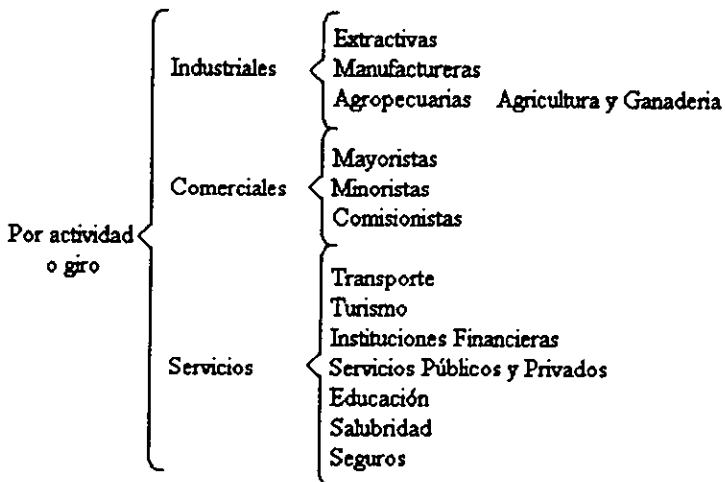 Por actividad
o giro
Industriales
Extractivas
Manufactureras
Agropecuarias Agricultura y Ganaderia
Comerciales
Mayoristas
Minoristas
Comisionistas
Servicios
Transporte
Turismo
Instituciones Financieras
Servicios Públicos y Privados
Educación
Salubridad
Seguros